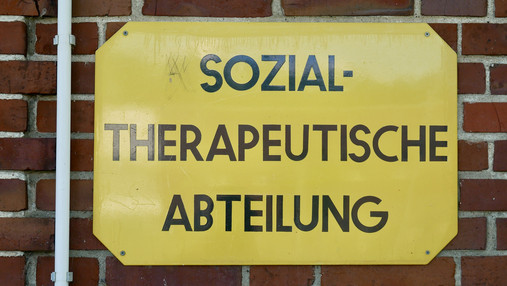 SOZIAL-
THERAPEUTISCHE
ABTEILUNG